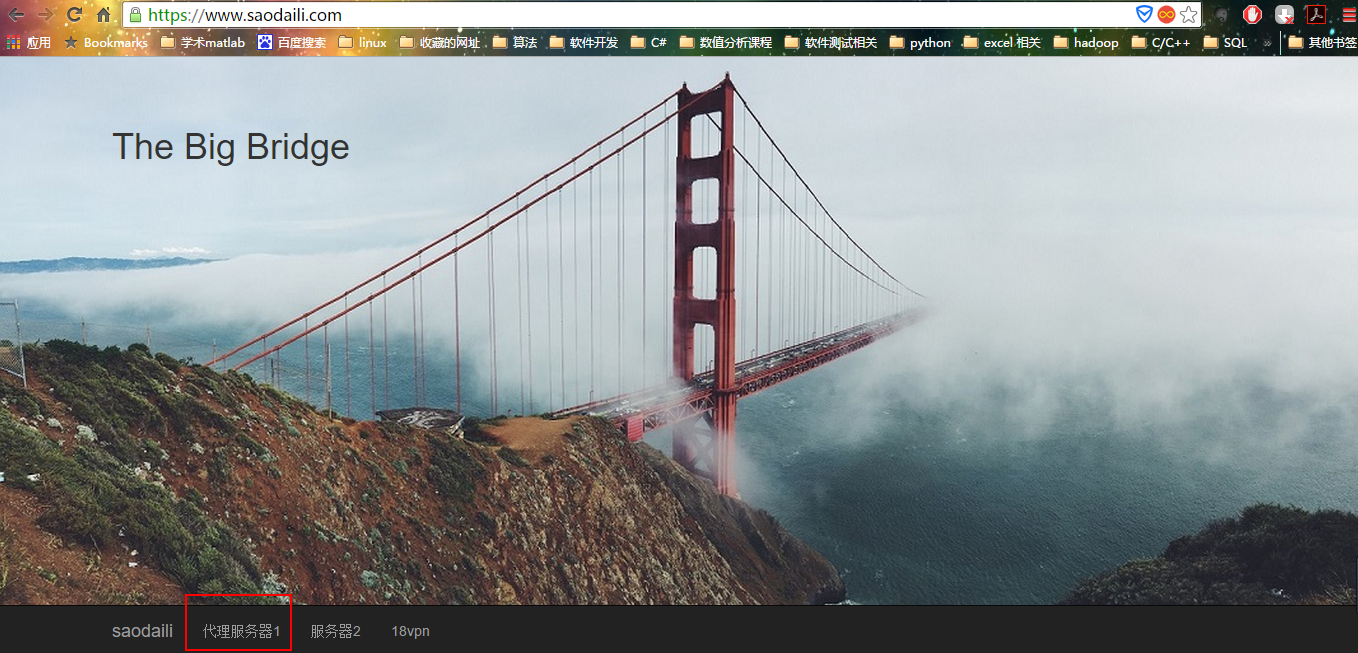 https://www.saodaili.com
应用 Bookmarks 学术matlab 百度搜索 linux 收藏的网址 算法 软件开发 C# 数值分析课程 软件测试相关 python excel 相关 hadoop C/C++ SQL » 其他书签
The Big Bridge
saodaili 代理服务器1 服务器2 18vpn